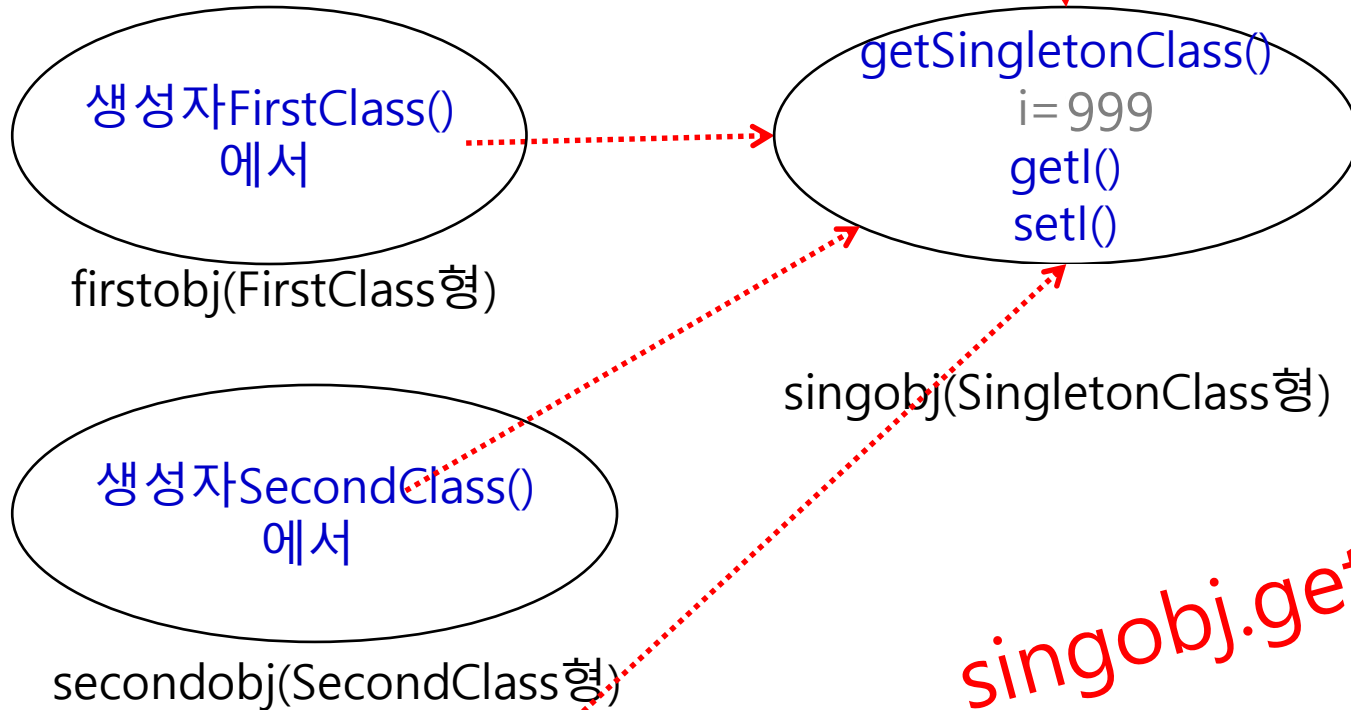 생성자FirstClass()
에서
firstobj(FirstClass형)
getSingletonClass()
i=999
getI()
setI()
singobj(SingletonClass형)
생성자SecondClass()
에서
secondobj(SecondClass형)
singobj.get